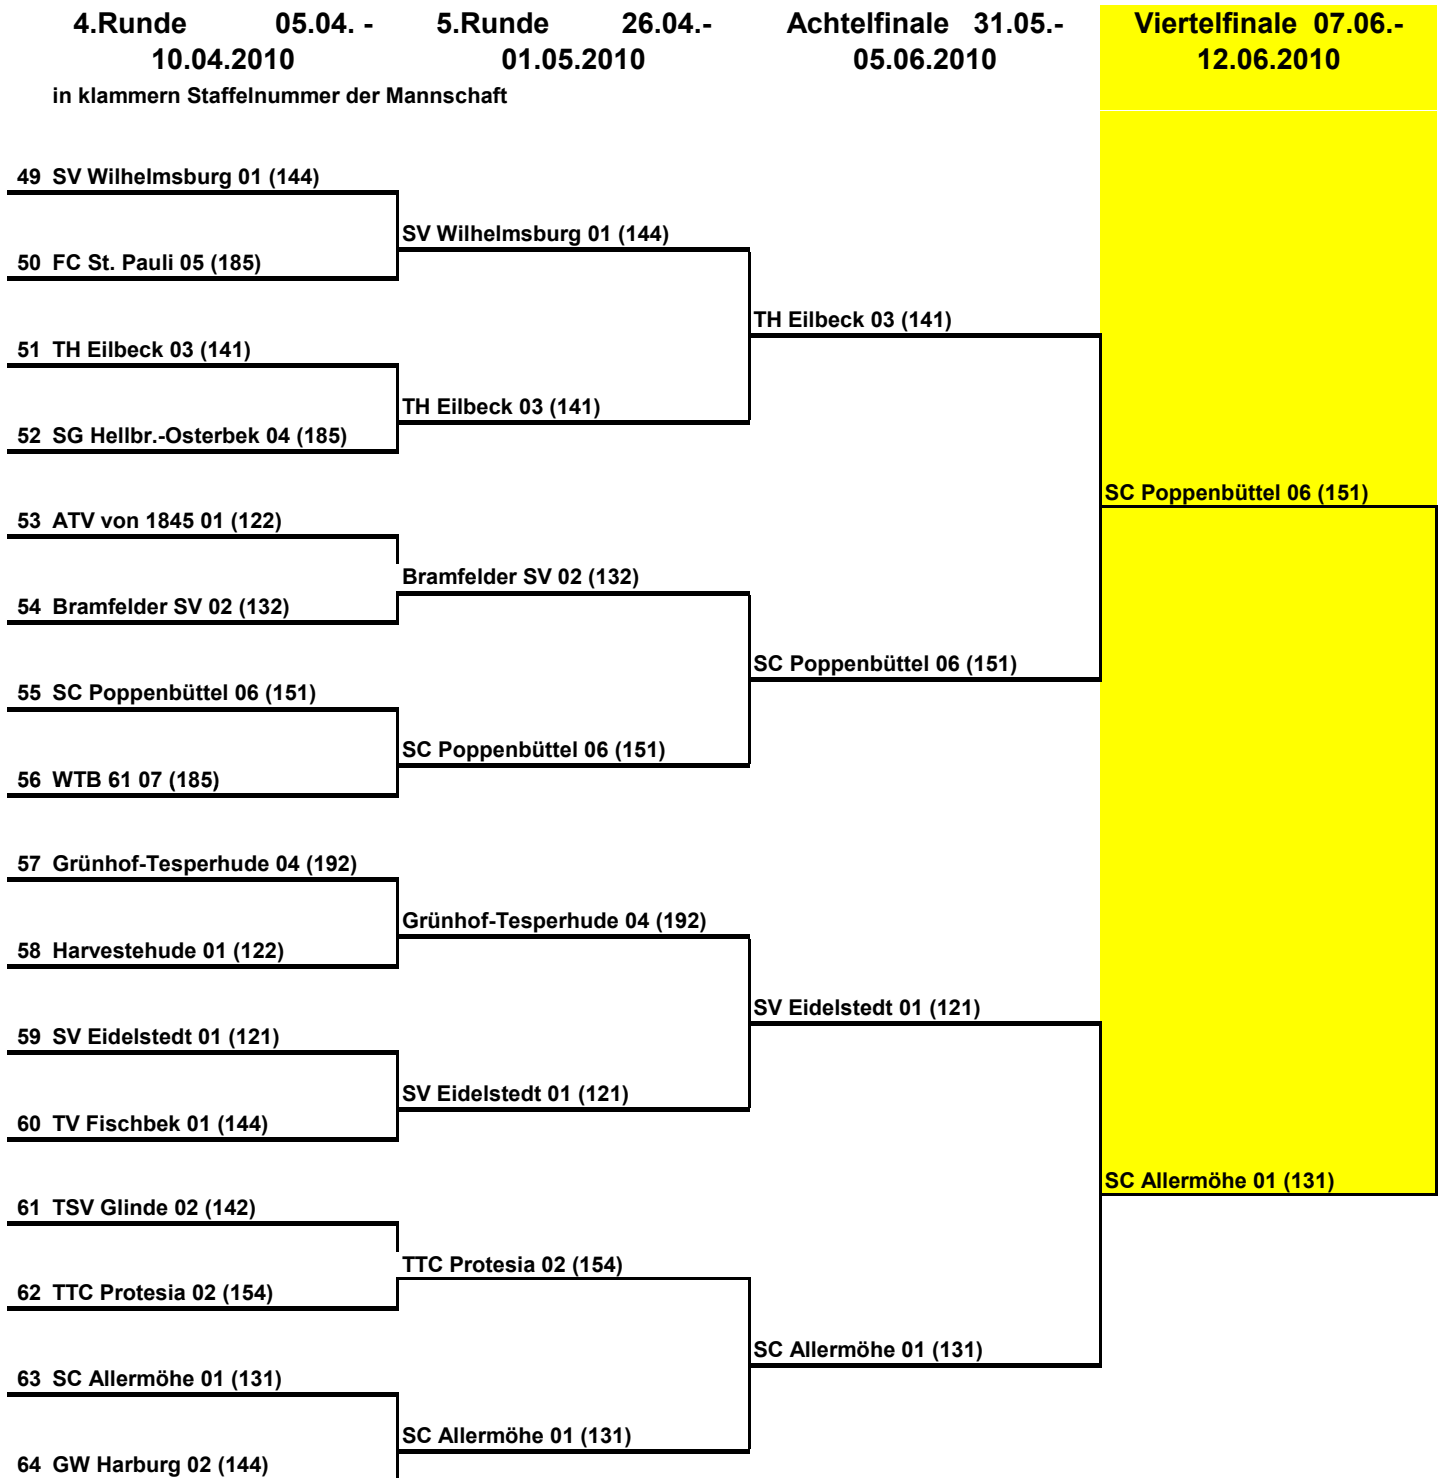 4.Runde 05.04. - 10.04.2010
5.Runde 26.04.- 01.05.2010
Achtelfinale 31.05.- 05.06.2010
Viertelfinale 07.06.- 12.06.2010
in klammern Staffelnummer der Mannschaft
49 SV Wilhelmsburg 01 (144)
SV Wilhelmsburg 01 (144)
50 FC St. Pauli 05 (185)
TH Eilbeck 03 (141)
51 TH Eilbeck 03 (141)
TH Eilbeck 03 (141)
52 SG Hellbr.-Osterbek 04 (185)
SC Poppenbüttel 06 (151)
53 ATV von 1845 01 (122)
Bramfelder SV 02 (132)
54 Bramfelder SV 02 (132)
SC Poppenbüttel 06 (151)
55 SC Poppenbüttel 06 (151)
SC Poppenbüttel 06 (151)
56 WTB 61 07 (185)
57 Grünhof-Tesperhude 04 (192)
Grünhof-Tesperhude 04 (192)
58 Harvestehude 01 (122)
SV Eidelstedt 01 (121)
59 SV Eidelstedt 01 (121)
SV Eidelstedt 01 (121)
60 TV Fischbek 01 (144)
SC Allermöhe 01 (131)
61 TSV Glinde 02 (142)
TTC Protesia 02 (154)
62 TTC Protesia 02 (154)
SC Allermöhe 01 (131)
63 SC Allermöhe 01 (131)
SC Allermöhe 01 (131)
64 GW Harburg 02 (144)